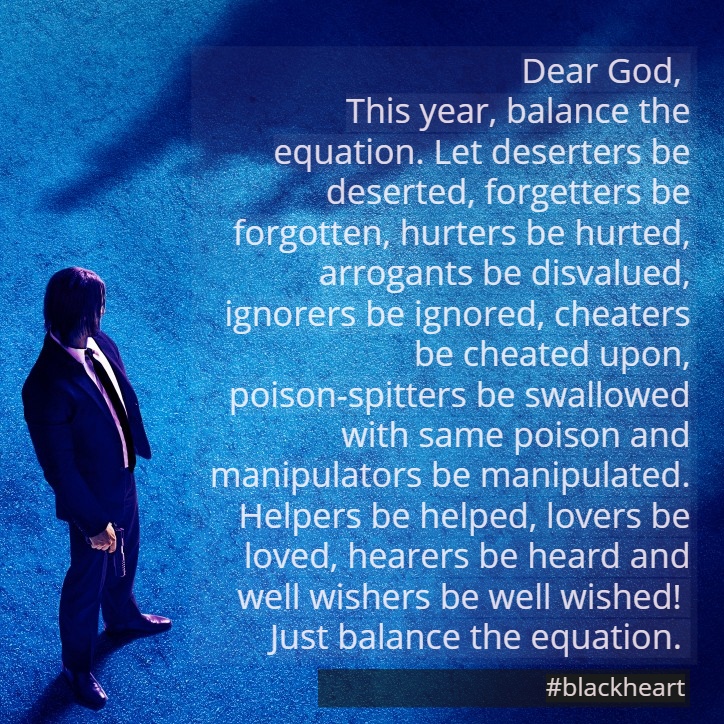 Dear God,
This year, balance the
equation. Let deserters be
deserted, forgetters be
forgotten, hurters be hurted,
arrogants be disvalued,
ignorers be ignored, cheaters
be cheated upon,
poison-spitters be swallowed
with same poison and
manipulators be manipulated.
Helpers be helped, lovers be
loved, hearers be heard and
well wishers be well wished!
Just balance the equation.
#blackheart